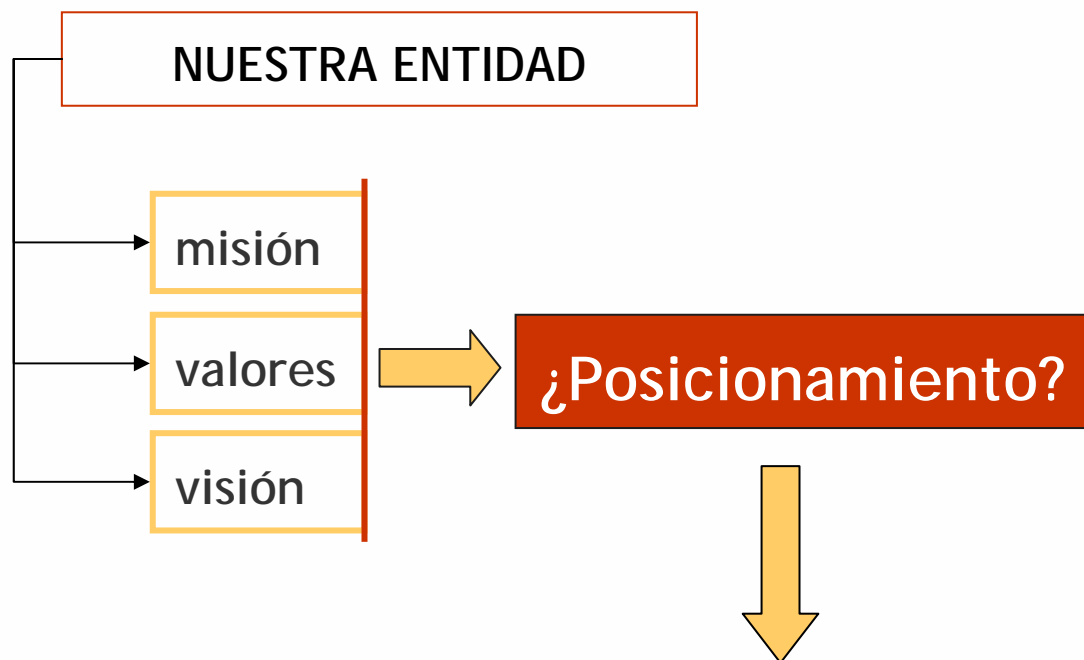 NUESTRA ENTIDAD
misión
valores
¿Posicionamiento?
visión